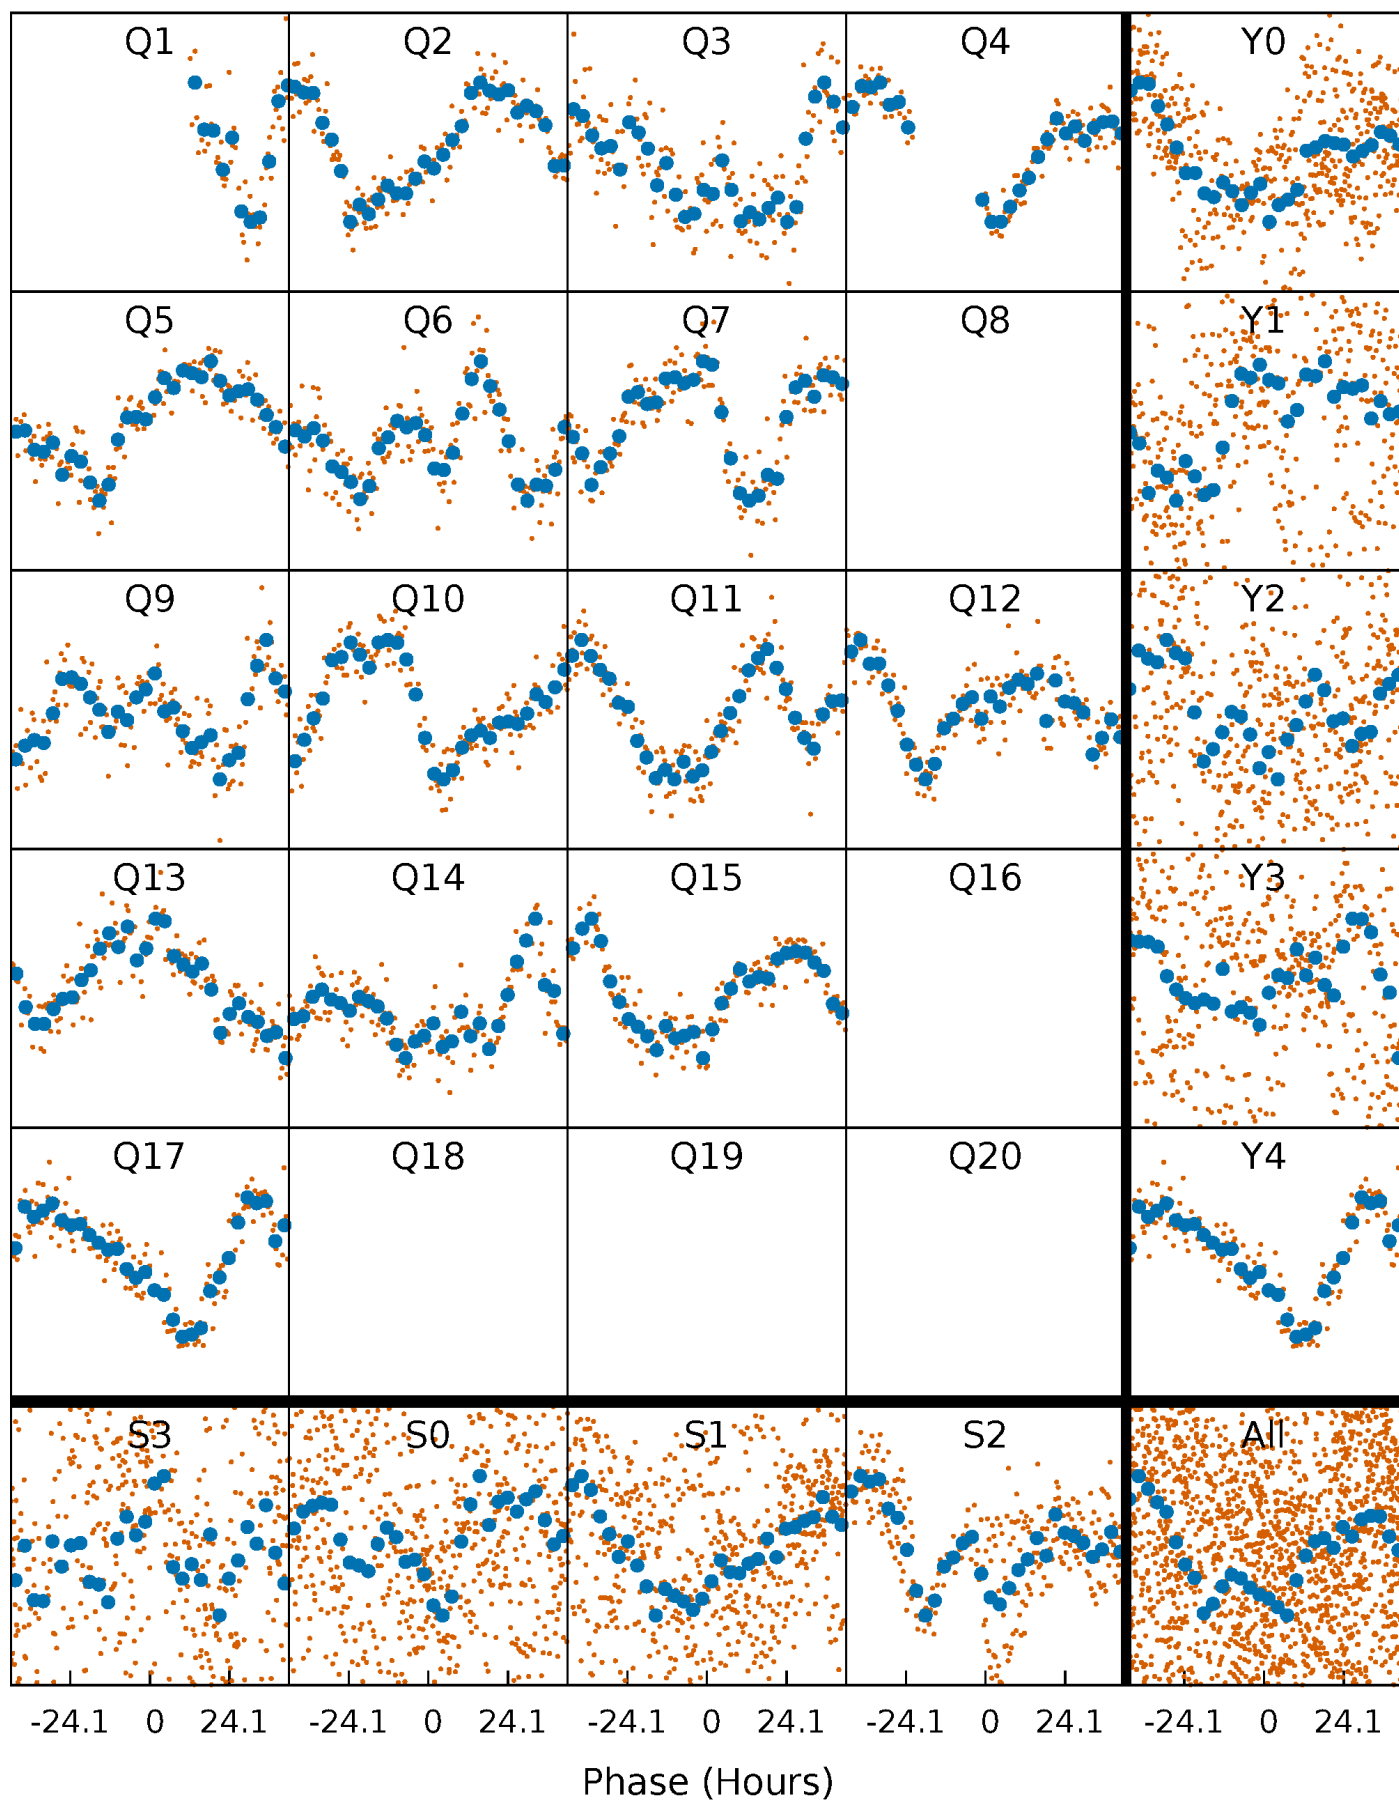 Q1 Q2 Q3 Q4 Y0
Q5 Q6 Q7 Q8 Y1
Q9 Q10 Q11 Q12 Y2
Q13 Q14 Q15 Q16 Y3
Q17 Q18 Q19 Q20 Y4
S3 S0 S1 S2 All
-24.1 0 24.1 -24.1 0 24.1 -24.1 0 24.1 -24.1 0 24.1 -24.1 0 24.1
Phase (Hours)